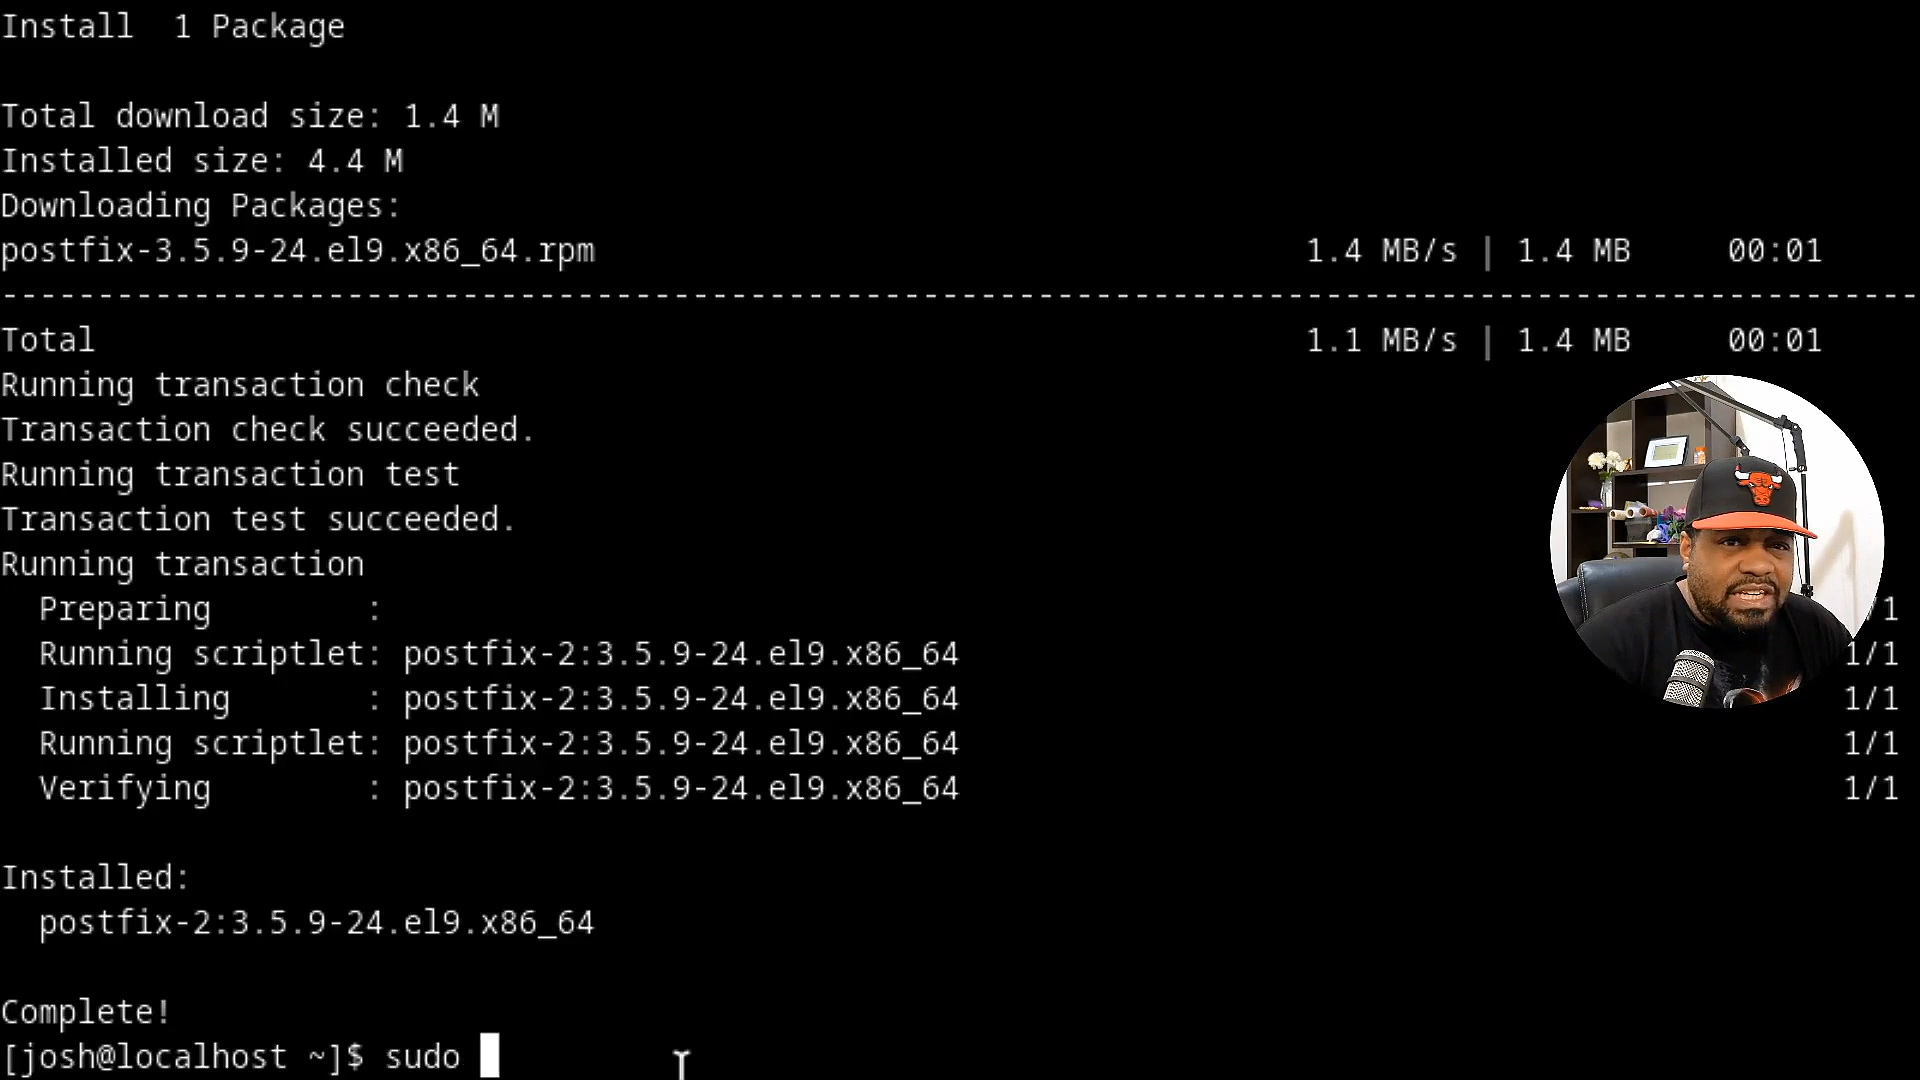 Install  1 Package
Total download size: 1.4 M
Installed size: 4.4 M
Downloading Packages:
postfix-3.5.9-24.el9.x86_64.rpm 1.4 MB/s | 1.4 MB 00:01
--------------------------------------------------------------------------------
Total 1.1 MB/s | 1.4 MB 00:01
Running transaction check
Transaction check succeeded.
Running transaction test
Transaction test succeeded.
Running transaction
  Preparing        : /1
  Running scriptlet: postfix-2:3.5.9-24.el9.x86_64 1/1
  Installing       : postfix-2:3.5.9-24.el9.x86_64 1/1
  Running scriptlet: postfix-2:3.5.9-24.el9.x86_64 1/1
  Verifying        : postfix-2:3.5.9-24.el9.x86_64 1/1
Installed:
  postfix-2:3.5.9-24.el9.x86_64
Complete!
[josh@localhost ~]$ sudo